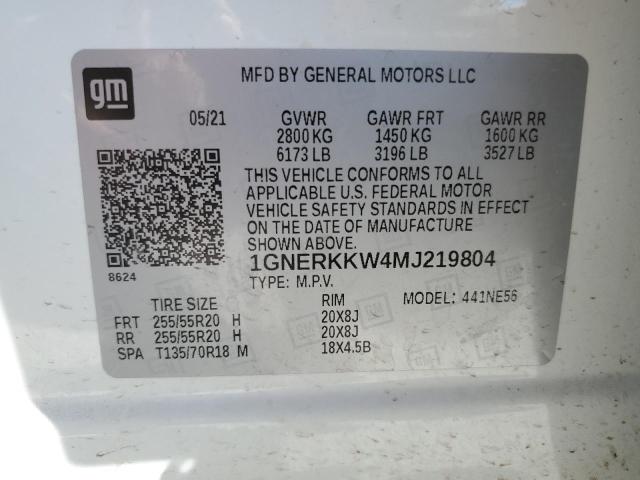 gm
MFD BY GENERAL MOTORS LLC
05/21 GVWR GAWR FRT GAWR RR
2800 KG 1450 KG 1600 KG
6173 LB 3196 LB 3527 LB
THIS VEHICLE CONFORMS TO ALL
APPLICABLE U.S. FEDERAL MOTOR
VEHICLE SAFETY STANDARDS IN EFFECT
ON THE DATE OF MANUFACTURE
SHOWN ABOVE.
8624 1GNERKKW4MJ219804
TYPE: M.P.V.
TIRE SIZE RIM MODEL: 441NE56
FRT 255/55R20 H 20X8J
RR 255/55R20 H 20X8J
SPA T135/70R18 M 18X4.5B